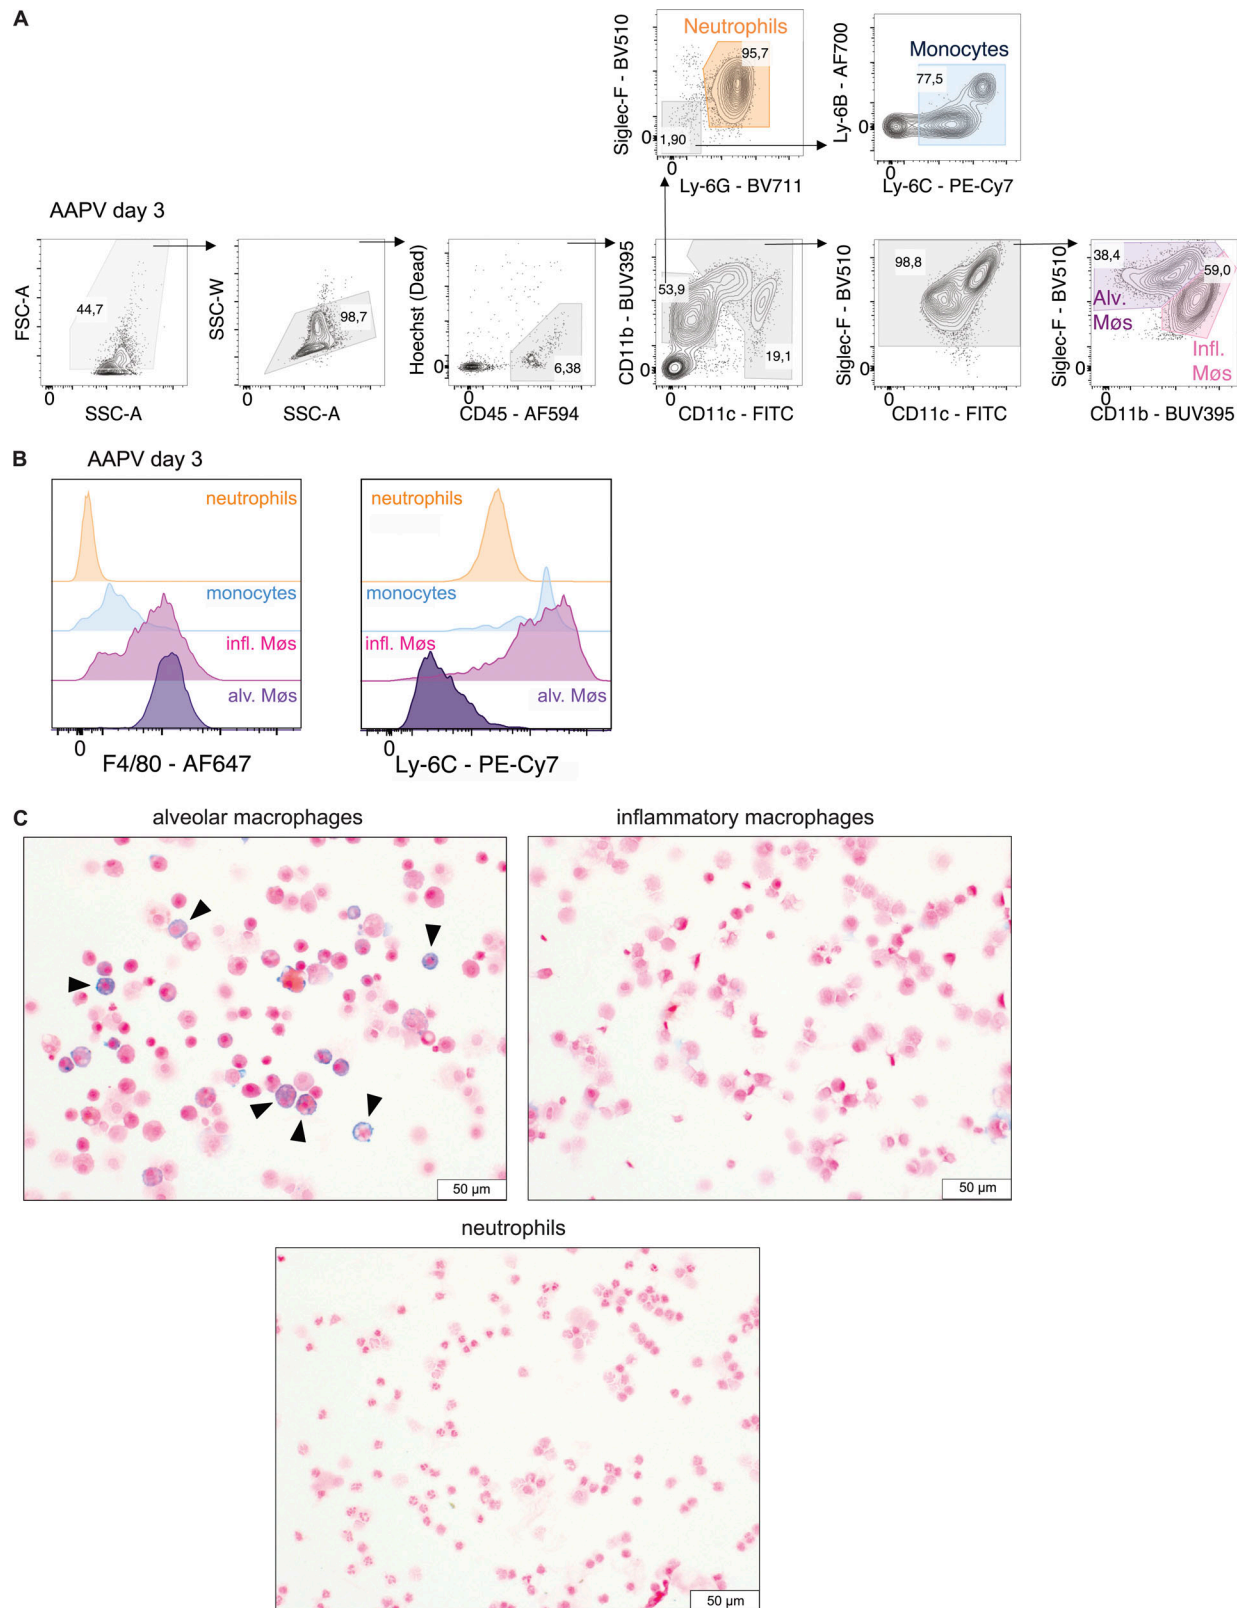 A
Siglec-F - BV510
Neutrophils
95,7
1,90
0
0
Ly-6G - BV711
Ly-6B - AF700
Monocytes
77,5
0
0
Ly-6C - PE-Cy7
AAPV day 3
FSC-A
44,7
0
SSC-A
SSC-W
98,7
0
SSC-A
Hoechst (Dead)
0
6,38
0
CD45 - AF594
CD11b - BUV395
53,9
19,1
0
0
CD11c - FITC
Siglec-F - BV510
98,8
0
0
CD11c - FITC
Siglec-F - BV510
38,4
59,0
Alv.
Møs
Infl.
Møs
0
0
CD11b - BUV395
B
AAPV day 3
neutrophils
monocytes
infl. Møs
alv. Møs
0
F4/80 - AF647
neutrophils
monocytes
infl. Møs
alv. Møs
0
Ly-6C - PE-Cy7
C
alveolar macrophages
50 µm
inflammatory macrophages
50 µm
neutrophils
50 µm